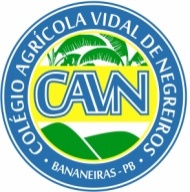 COLÉGIO AGRÍCOLA VIDAL DE NEGREIROS
CAVN
BANANEIRAS - PB